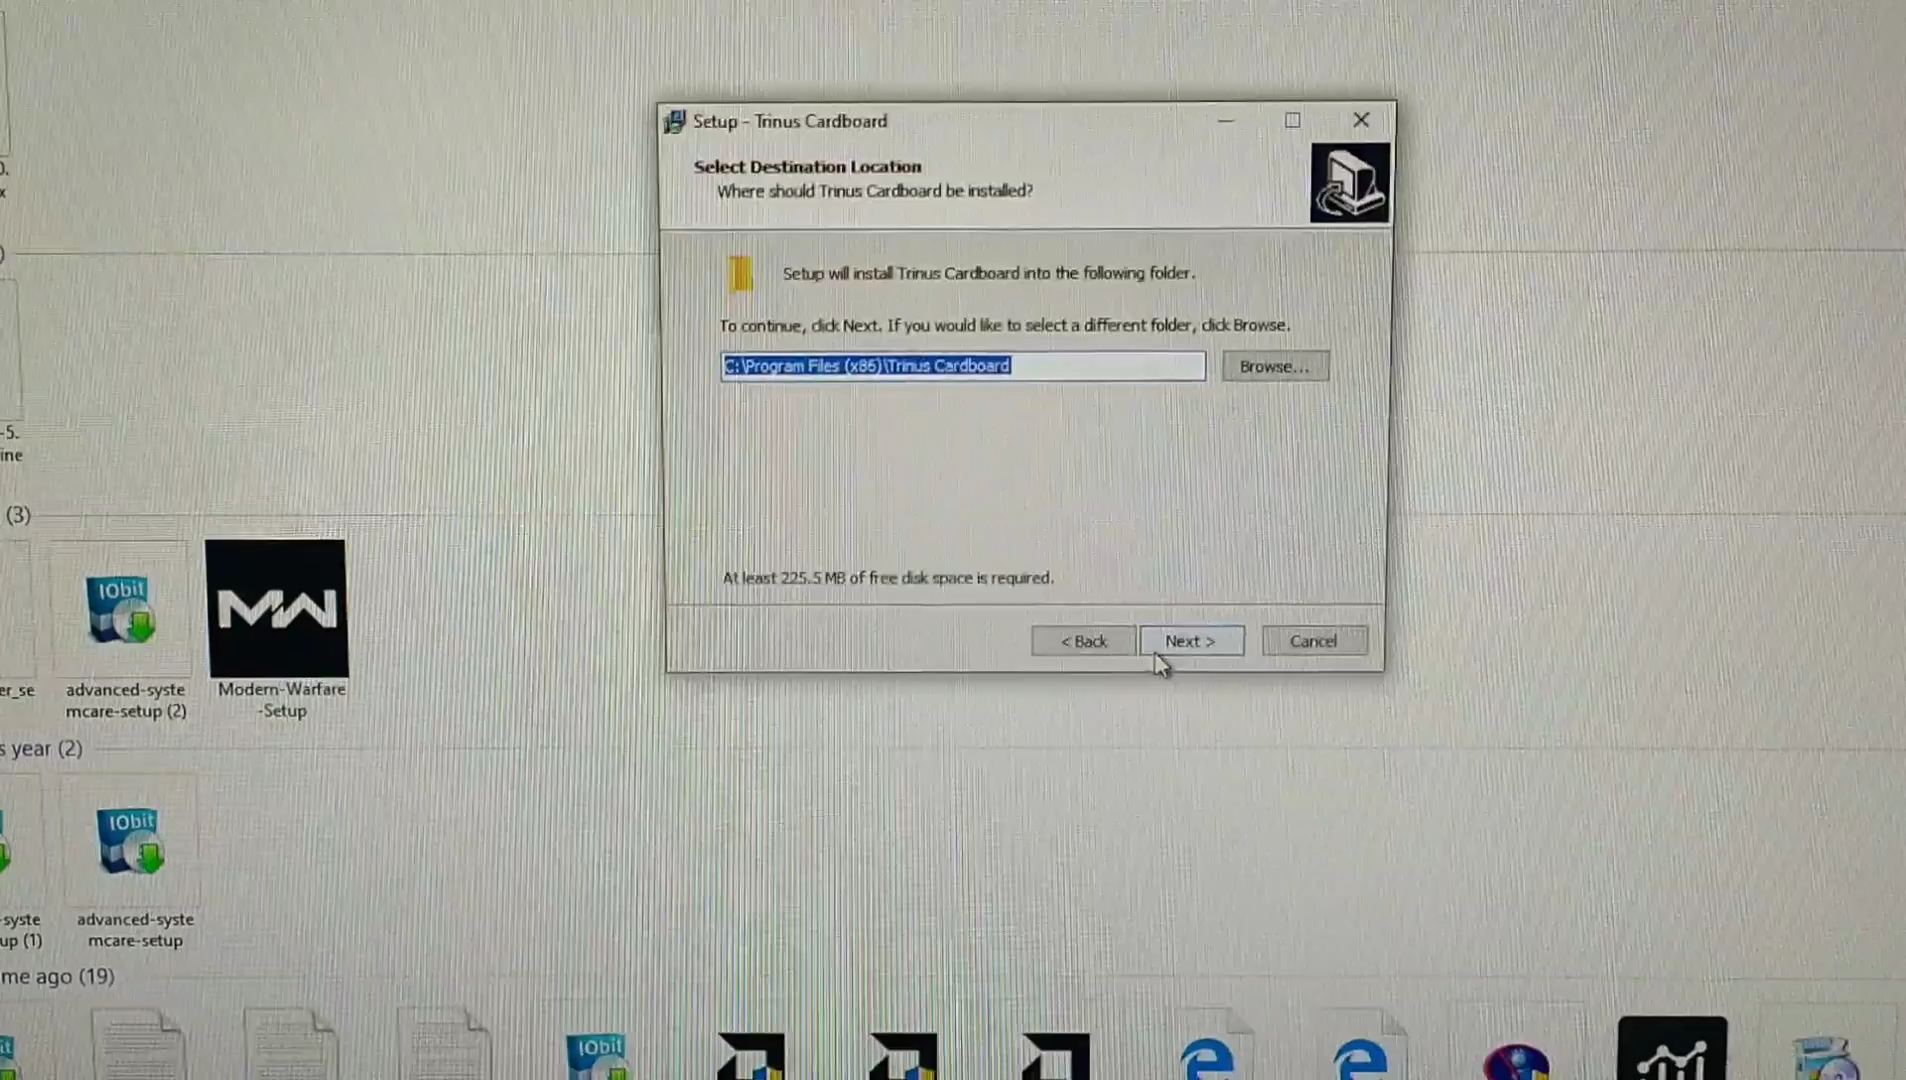 Setup - Trinus Cardboard
Select Destination Location
Where should Trinus Cardboard be installed?
Setup will install Trinus Cardboard into the following folder.
To continue, click Next. If you would like to select a different folder, click Browse.
C:\Program Files (x86)\Trinus Cardboard
Browse...
At least 225.5 MB of free disk space is required.
< Back
Next >
Cancel
-5.
ine
(3)
IObit
MW
er_se
advanced-syste
mcare-setup (2)
Modern-Warfare
-Setup
s year (2)
IObit
-syste
up (1)
advanced-syste
mcare-setup
me ago (19)
IObit